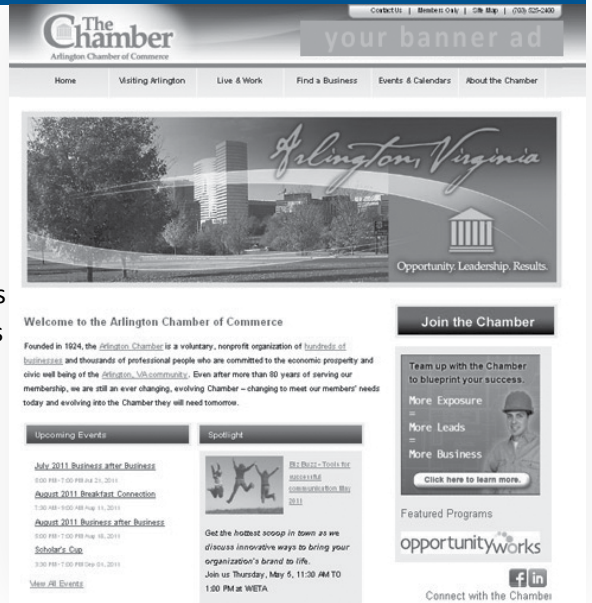 Contact Us | Members Only | Site Map | (703) 525-2400
The
Chamber
Arlington Chamber of Commerce
your banner ad
Home Visiting Arlington Live & Work Find a Business Events & Calendars About the Chamber
Arlington, Virginia
Opportunity. Leadership. Results.
s
s
Welcome to the Arlington Chamber of Commerce
Founded in 1924, the Arlington Chamber is a voluntary, nonprofit organization of hundreds of
businesses and thousands of professional people who are committed to the economic prosperity and
civic well being of the Arlington, VA community. Even after more than 80 years of serving our
membership, we are still an ever changing, evolving Chamber – changing to meet our members' needs
today and evolving into the Chamber they will need tomorrow.
Join the Chamber
Team up with the Chamber
to blueprint your success.
More Exposure
=
More Leads
=
More Business
Click here to learn more.
Upcoming Events
July 2011 Business after Business
August 2011 Breakfast Connection
August 2011 Business after Business
Scholar's Cup
View All Events
Spotlight
Biz Buzz - Tools for
successful
communication May
2011
Get the hottest scoop in town as we
discuss innovative ways to bring your
organization's brand to life.
Join us Thursday, May 5, 11:30 AM TO
1:00 PM at WETA
Featured Programs
opportunityworks
f in
Connect with the Chamber